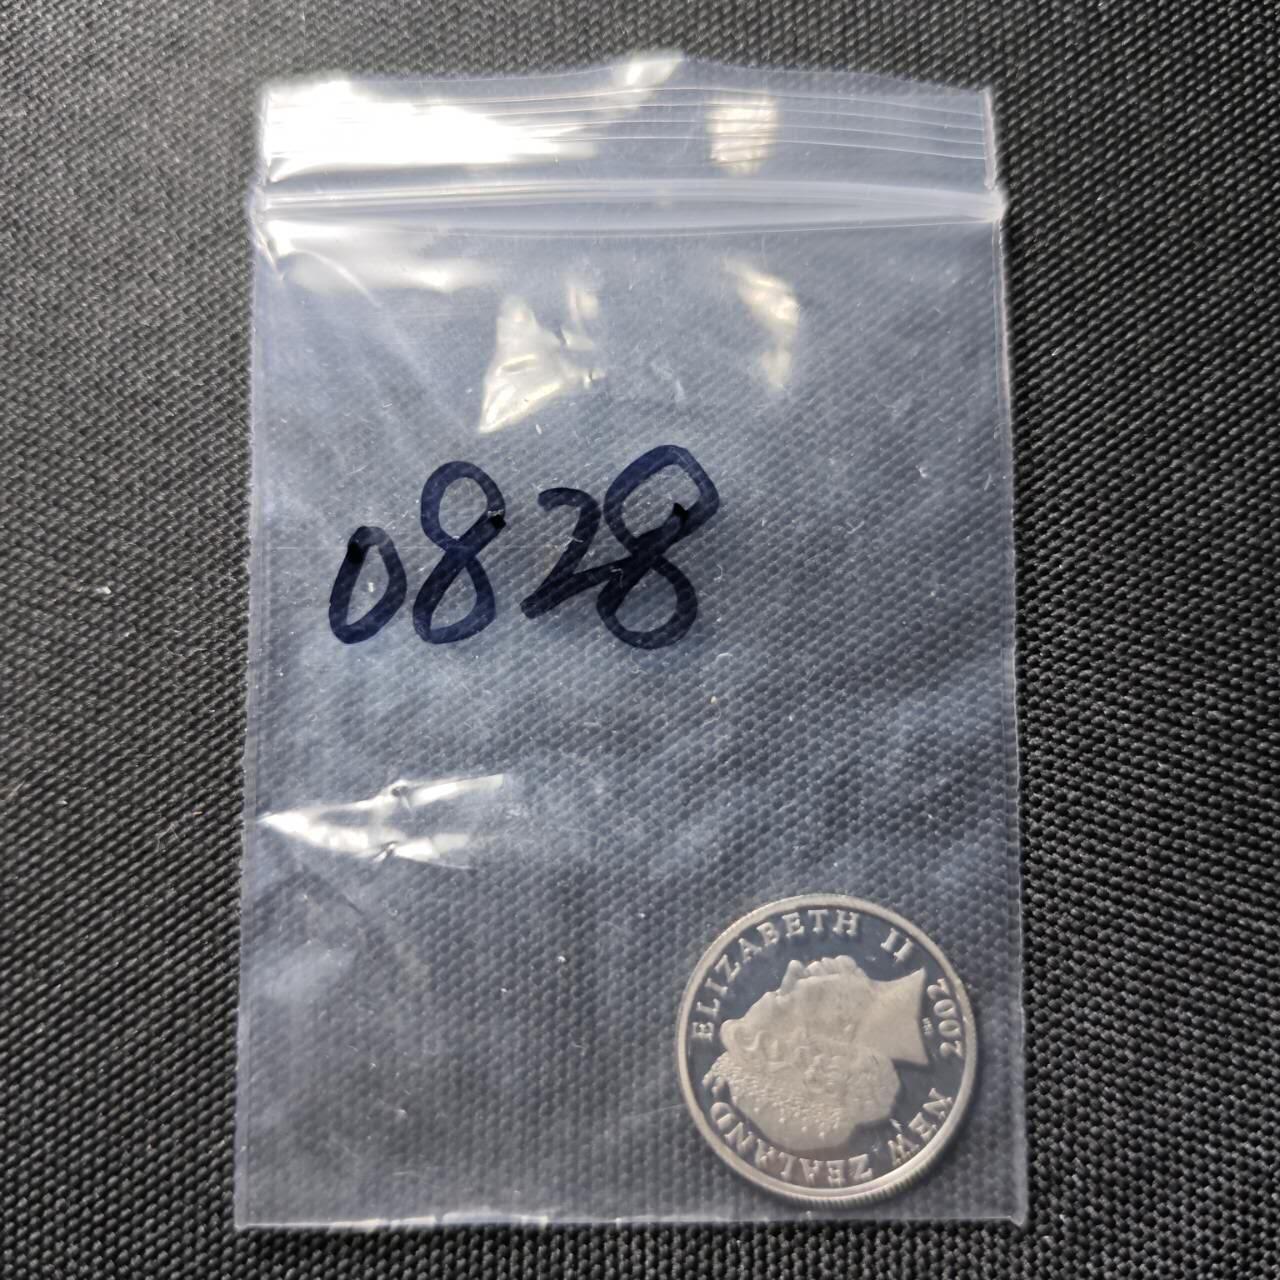 0828
ELIZABETH II
2002
NEW ZEALAND